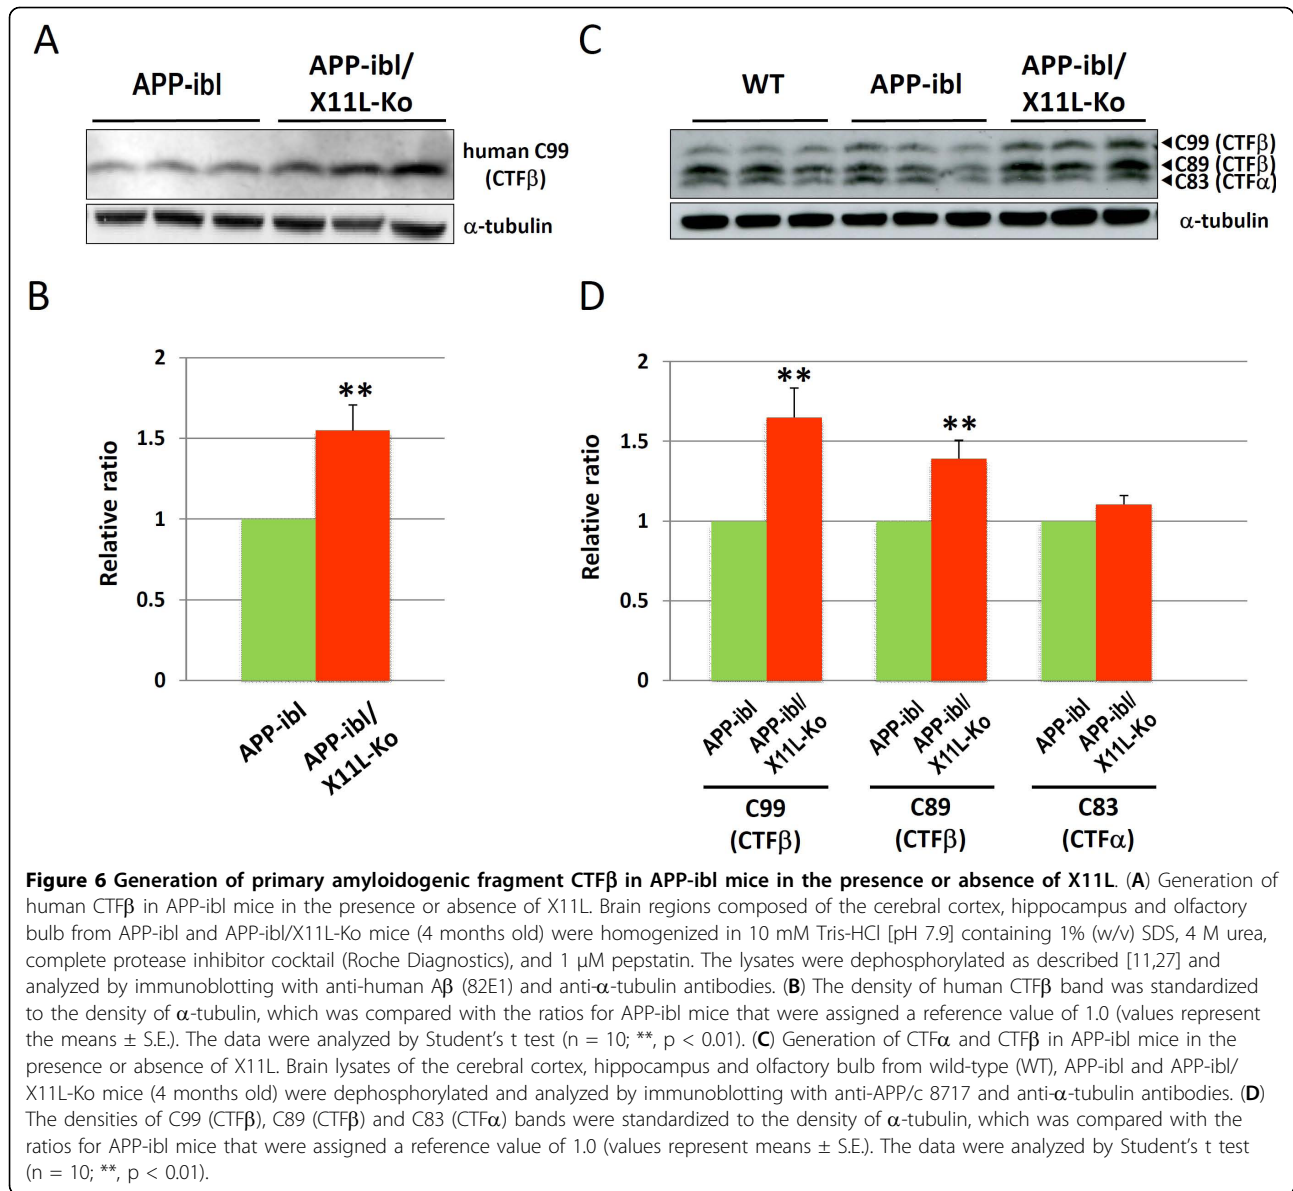 A
APP-ibl
APP-ibl/
X11L-Ko
human C99
(CTFβ)
α-tubulin
C
WT
APP-ibl
APP-ibl/
X11L-Ko
◄C99 (CTFβ)
C89 (CTFβ)
◄C83 (CTFα)
α-tubulin
B
2
1.5
1
0.5
0
Relative ratio
**
APP-ibl
APP-ibl/
X11L-Ko
D
2
1.5
1
0.5
0
Relative ratio
**
**
APP-ibl
APP-ibl/
X11L-Ko
APP-ibl
APP-ibl/
X11L-Ko
APP-ibl
APP-ibl/
X11L-Ko
C99
(CTFβ)
C89
(CTFβ)
C83
(CTFα)
Figure 6 Generation of primary amyloidogenic fragment CTFβ in APP-ibl mice in the presence or absence of X11L. (A) Generation of
human CTFβ in APP-ibl mice in the presence or absence of X11L. Brain regions composed of the cerebral cortex, hippocampus and olfactory
bulb from APP-ibl and APP-ibl/X11L-Ko mice (4 months old) were homogenized in 10 mM Tris-HCl [pH 7.9] containing 1% (w/v) SDS, 4 M urea,
complete protease inhibitor cocktail (Roche Diagnostics), and 1 μM pepstatin. The lysates were dephosphorylated as described [11,27] and
analyzed by immunoblotting with anti-human Aβ (82E1) and anti-α-tubulin antibodies. (B) The density of human CTFβ band was standardized
to the density of α-tubulin, which was compared with the ratios for APP-ibl mice that were assigned a reference value of 1.0 (values represent
the means ± S.E.). The data were analyzed by Student's t test (n = 10; **, p < 0.01). (C) Generation of CTFα and CTFβ in APP-ibl mice in the
presence or absence of X11L. Brain lysates of the cerebral cortex, hippocampus and olfactory bulb from wild-type (WT), APP-ibl and APP-ibl/
X11L-Ko mice (4 months old) were dephosphorylated and analyzed by immunoblotting with anti-APP/c 8717 and anti-α-tubulin antibodies. (D)
The densities of C99 (CTFβ), C89 (CTFβ) and C83 (CTFα) bands were standardized to the density of α-tubulin, which was compared with the
ratios for APP-ibl mice that were assigned a reference value of 1.0 (values represent means ± S.E.). The data were analyzed by Student's t test
(n = 10; **, p < 0.01).